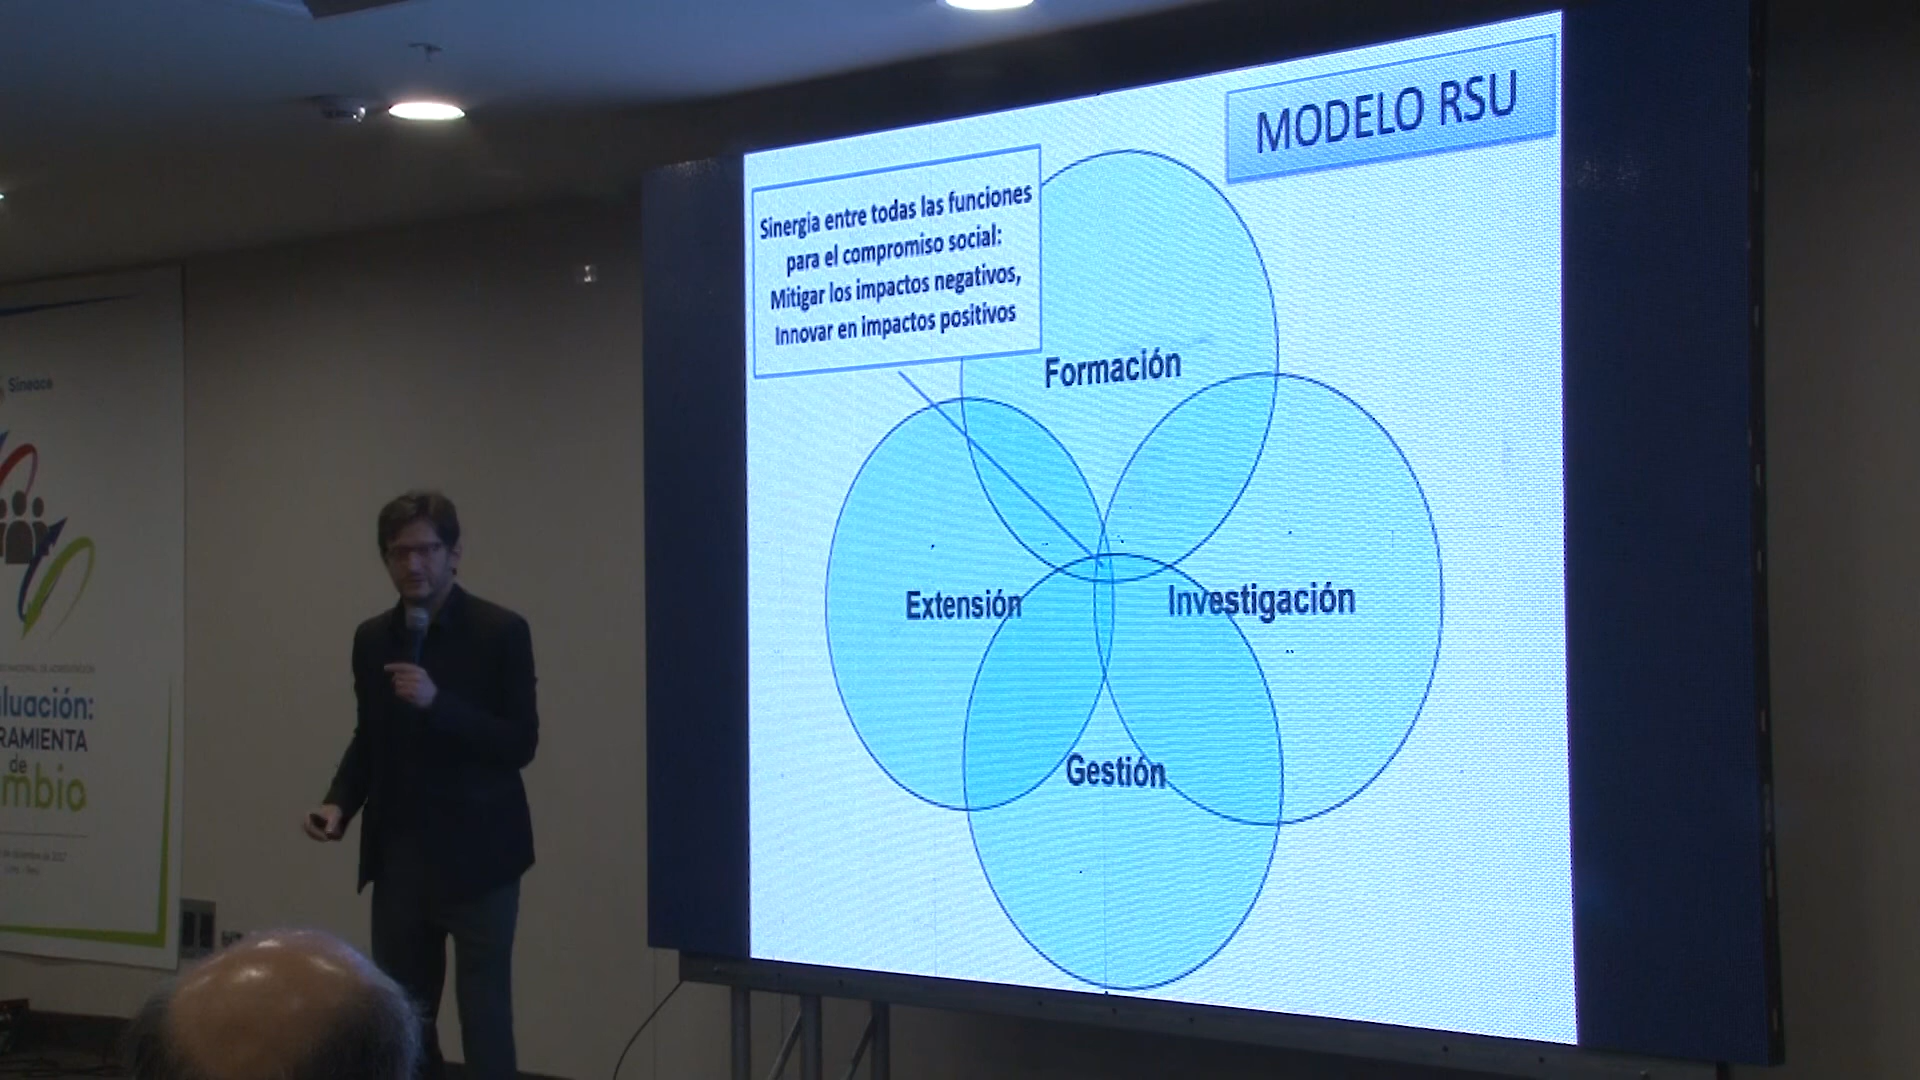 MODELO RSU
Sinergia entre todas las funciones
para el compromiso social:
Mitigar los impactos negativos,
Innovar en impactos positivos
Formación
Extensión
Investigación
Gestión
Sineace
luación:
RAMIENTA
de
mbio